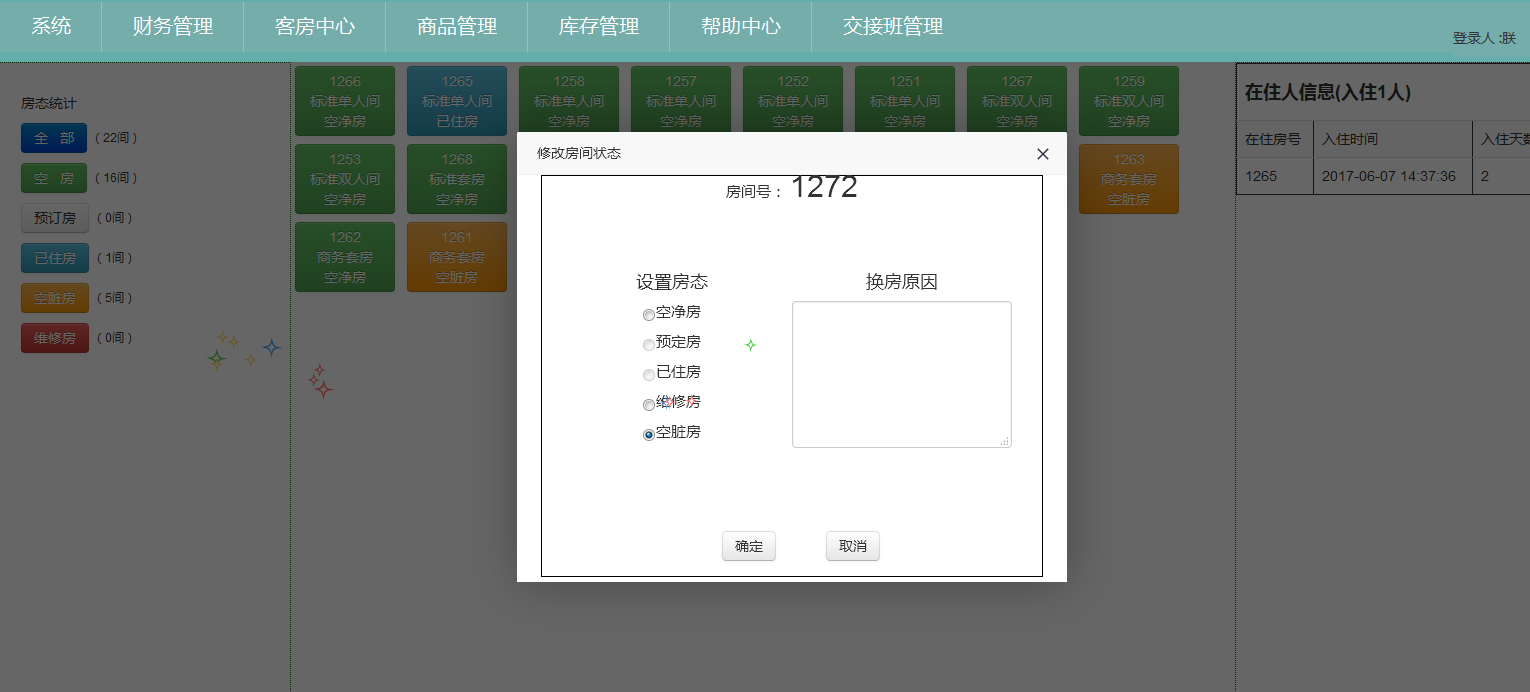 系统 财务管理 客房中心 商品管理 库存管理 帮助中心 交接班管理
登录人 :朕
房态统计
全 部 ( 22间 )
空 房 ( 16间 )
预订房 ( 0间 )
已住房 ( 1间 )
空脏房 ( 5间 )
维修房 ( 0间 )
1266 1265 1258 1257 1252 1251 1267 1259
标准单人间 标准单人间 标准单人间 标准单人间 标准单人间 标准单人间 标准双人间 标准双人间
空净房 已住房 空净房 空净房 空净房 空净房 空净房 空净房
1253 1268 1263
标准双人间 标准套房 商务套房
空净房 空净房 空脏房
1262 1261
商务套房 商务套房
空净房 空脏房
修改房间状态
房间号： 1272
设置房态 换房原因
空净房
预定房
已住房
维修房
空脏房
确定 取消
在住人信息(入住1人)
在住房号 入住时间 入住天数
1265 2017-06-07 14:37:36 2